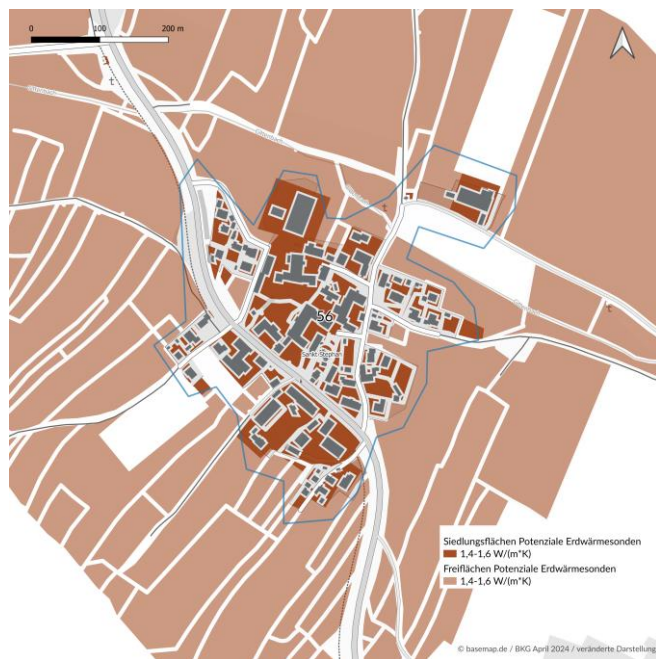 0 100 200 m
56
Sankt Stephan
Siedlungsflächen Potenziale Erdwärmesonden
1,4-1,6 W/(m*K)
Freiflächen Potenziale Erdwärmesonden
1,4-1,6 W/(m*K)
© basemap.de / BKG April 2024 / veränderte Darstellung